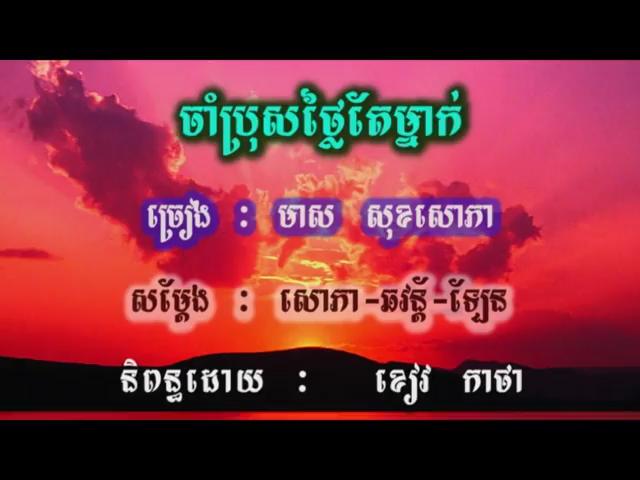 ចាំប្រុសថ្លៃតែម្នាក់
ច្រៀង : មាស សុខសោភា
សម្តែង : សោភា-ឆវន្ត័-ឡែន
និពន្ធដោយ : ខៀវ កាថា